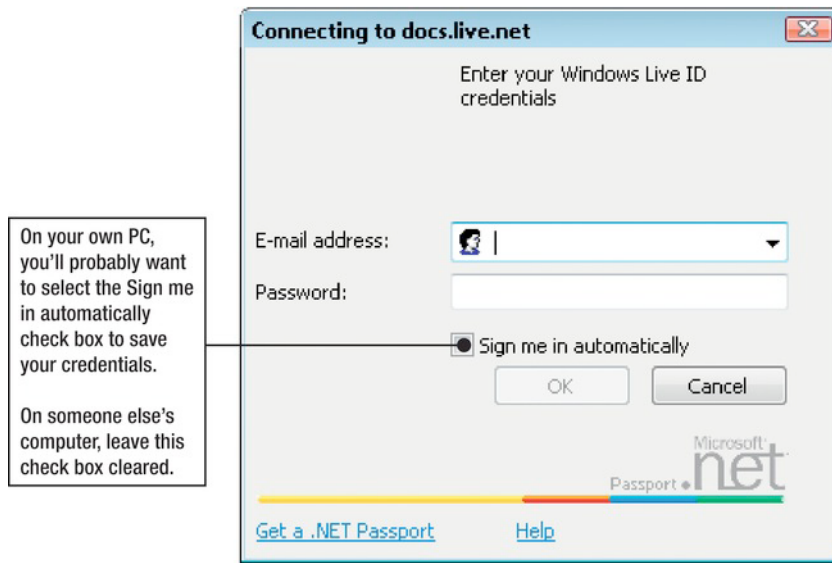 Connecting to docs.live.net
Enter your Windows Live ID
credentials
E-mail address:
Password:
Sign me in automatically
OK
Cancel
Microsoft
Passport
net
Get a .NET Passport
Help
On your own PC,
you'll probably want
to select the Sign me
in automatically
check box to save
your credentials.
On someone else's
computer, leave this
check box cleared.